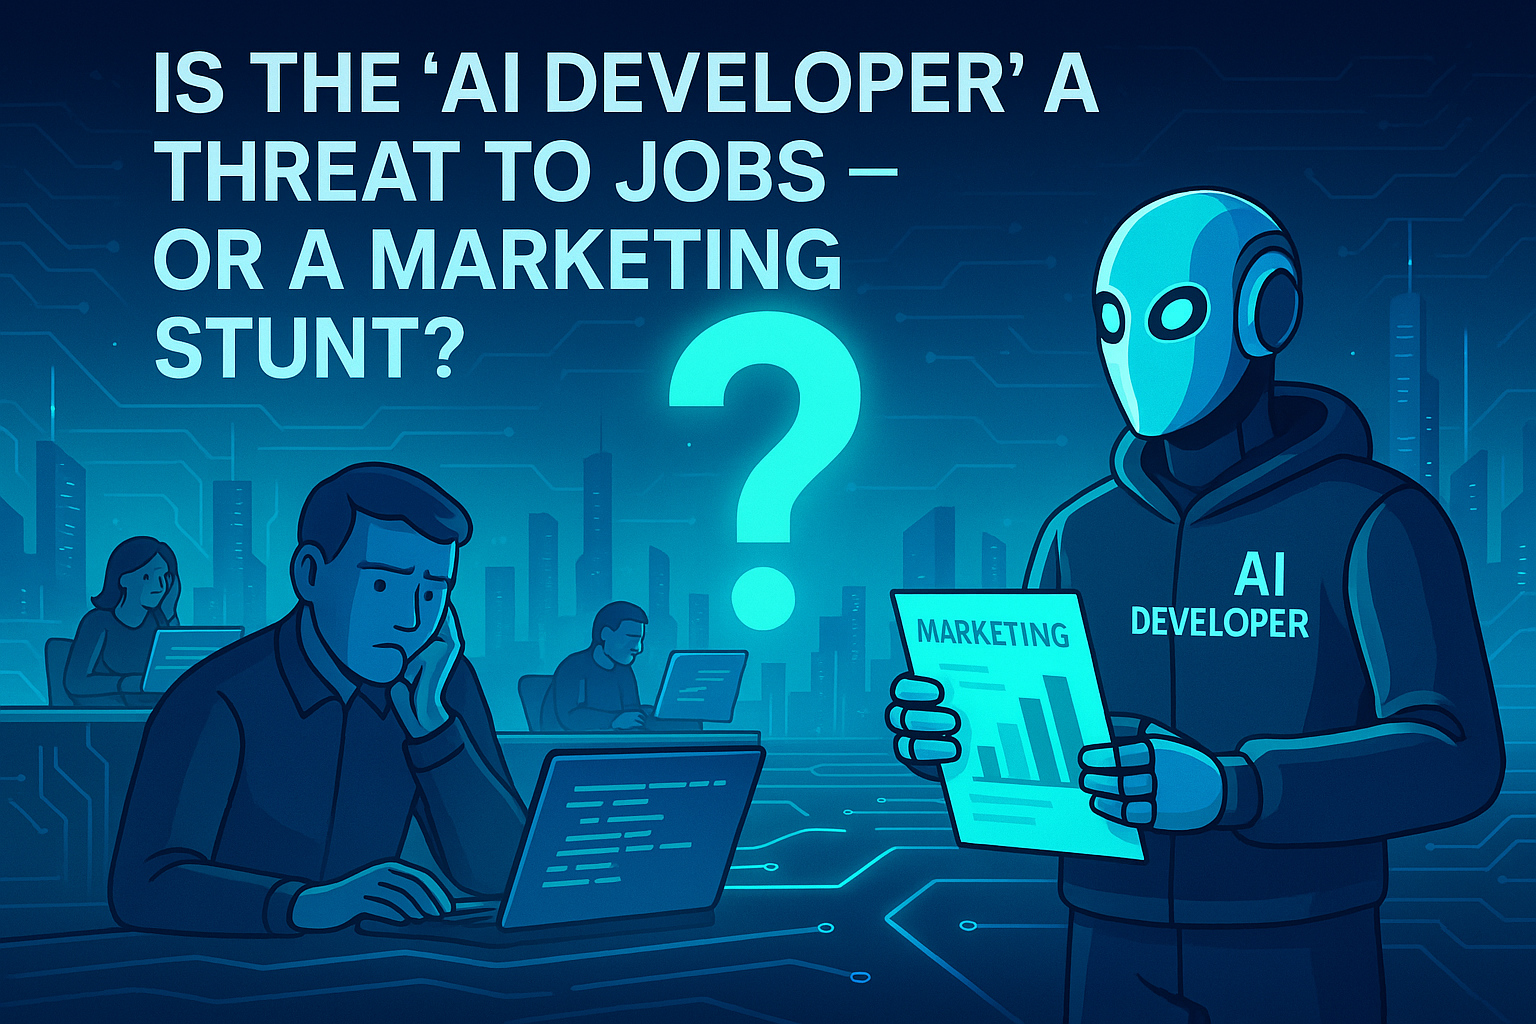 IS THE ‘AI DEVELOPER’ A
THREAT TO JOBS –
OR A MARKETING
STUNT?
?
MARKETING
AI
DEVELOPER